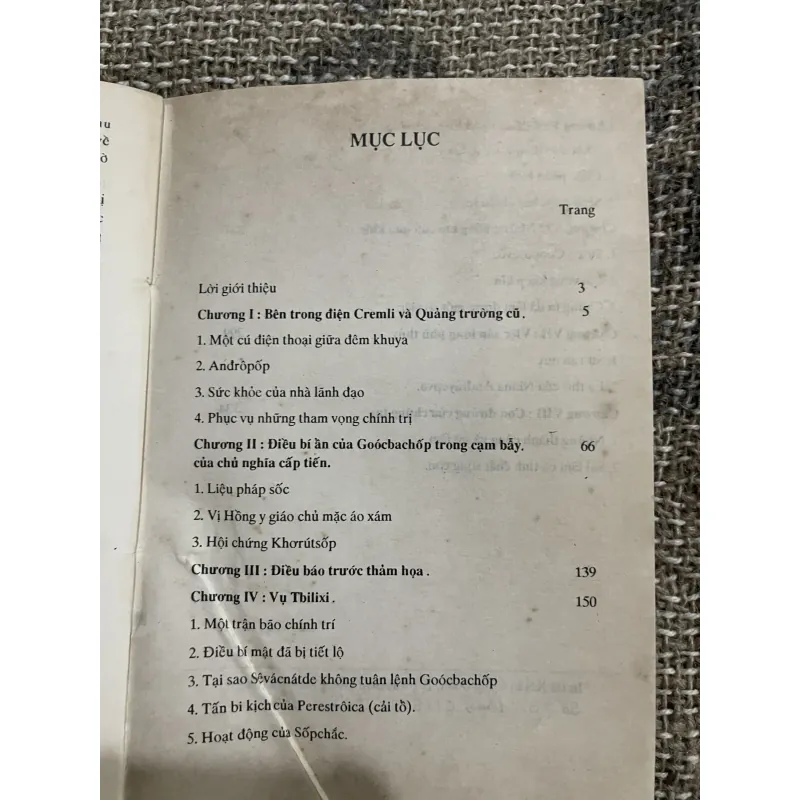 MỤC LỤC
Trang
Lời giới thiệu 3
Chương I : Bên trong điện Cremli và Quảng trường cũ. 5
1. Một cú điện thoại giữa đêm khuya
2. Anđrôpốp
3. Sức khỏe của nhà lãnh đạo
4. Phục vụ những tham vọng chính trị
Chương II : Điều bí ẩn của Goócbachốp trong cạm bẫy. 66
của chủ nghĩa cấp tiến.
1. Liệu pháp sốc
2. Vị Hồng y giáo chủ mặc áo xám
3. Hội chứng Khơrútsốp
Chương III : Điều báo trước thảm họa. 139
Chương IV : Vụ Tbilixi. 150
1. Một trận bão chính trí
2. Điều bí mật đã bị tiết lộ
3. Tại sao Sêvácnátde không tuân lệnh Goócbachốp
4. Tấn bi kịch của Perestrôica (cải tổ).
5. Hoạt động của Sốpchắc.